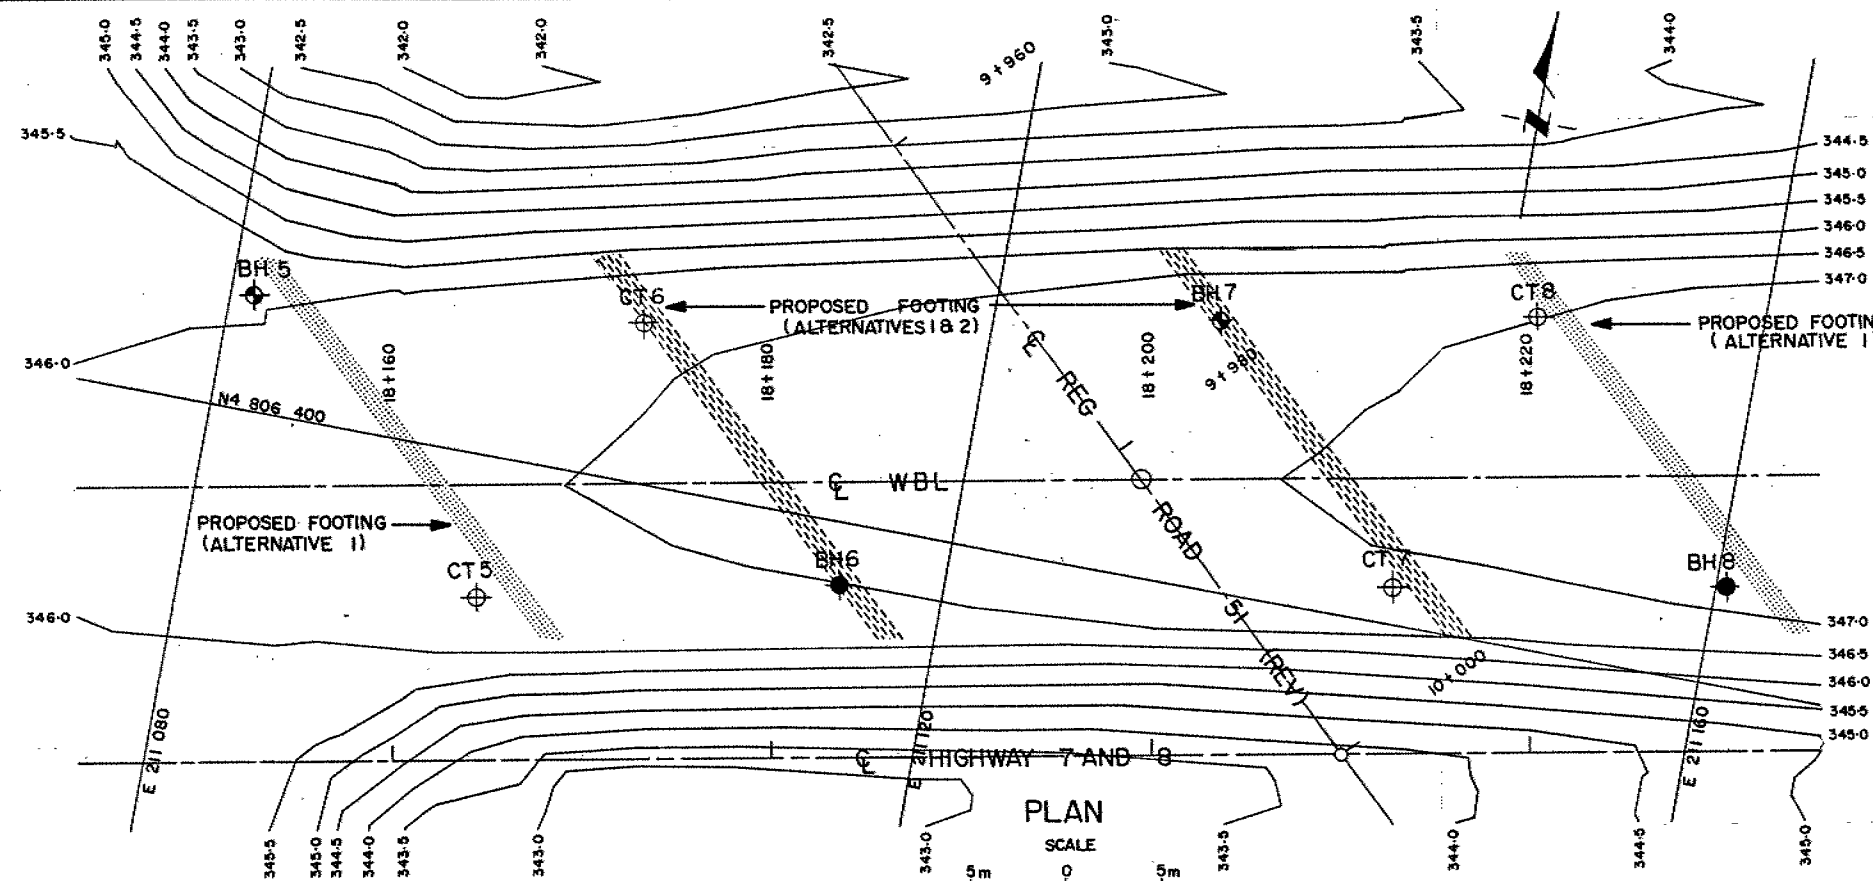 345·0
344·5
344·0
343·5
343·0
342·5
342·0
342·0
342·5
9+960
343·0
343·5
344·0
N
345·5
344·5
345·0
345·5
346·0
346·5
347·0
BH 5
CT 6
PROPOSED FOOTING
(ALTERNATIVES 1 & 2)
BH 7
CT 8
PROPOSED FOOTIN
(ALTERNATIVE 1
346·0
18+160
18+180
℄ REG ROAD 51 (REV)
18+200
9+980
18+220
N4 806 400
℄ WBL
PROPOSED FOOTING
(ALTERNATIVE 1)
CT 5
BH 6
CT 7
BH 8
346·0
347·0
346·5
346·0
345·5
345·0
10+000
E 211 080
E 211 120
E 211 160
℄ HIGHWAY 7 AND 8
345·5
345·0
344·5
344·0
343·5
343·0
343·0
343·5
344·0
344·5
345·0
PLAN
SCALE
5m 0 5m